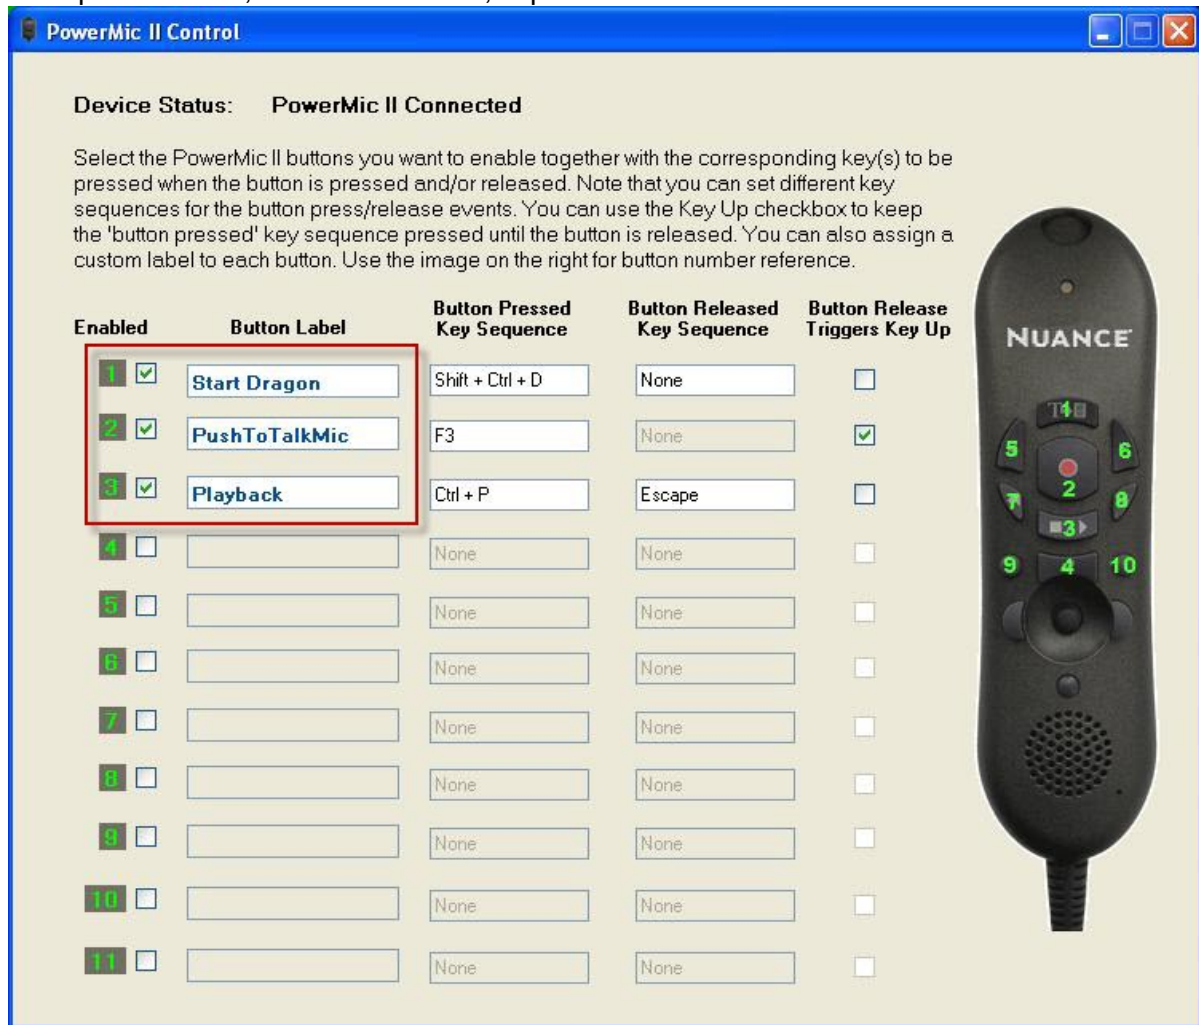 PowerMic II Control
Device Status: PowerMic II Connected
Select the PowerMic II buttons you want to enable together with the corresponding key(s) to be
pressed when the button is pressed and/or released. Note that you can set different key
sequences for the button press/release events. You can use the Key Up checkbox to keep
the 'button pressed' key sequence pressed until the button is released. You can also assign a
custom label to each button. Use the image on the right for button number reference.
Enabled Button Label Button Pressed Key Sequence Button Released Key Sequence Button Release Triggers Key Up
1 Start Dragon Shift + Ctrl + D None
2 PushToTalkMic F3 None
3 Playback Ctrl + P Escape
4 None None
5 None None
6 None None
7 None None
8 None None
9 None None
10 None None
11 None None
NUANCE
1
5 6
2
7 8
3
9 4 10